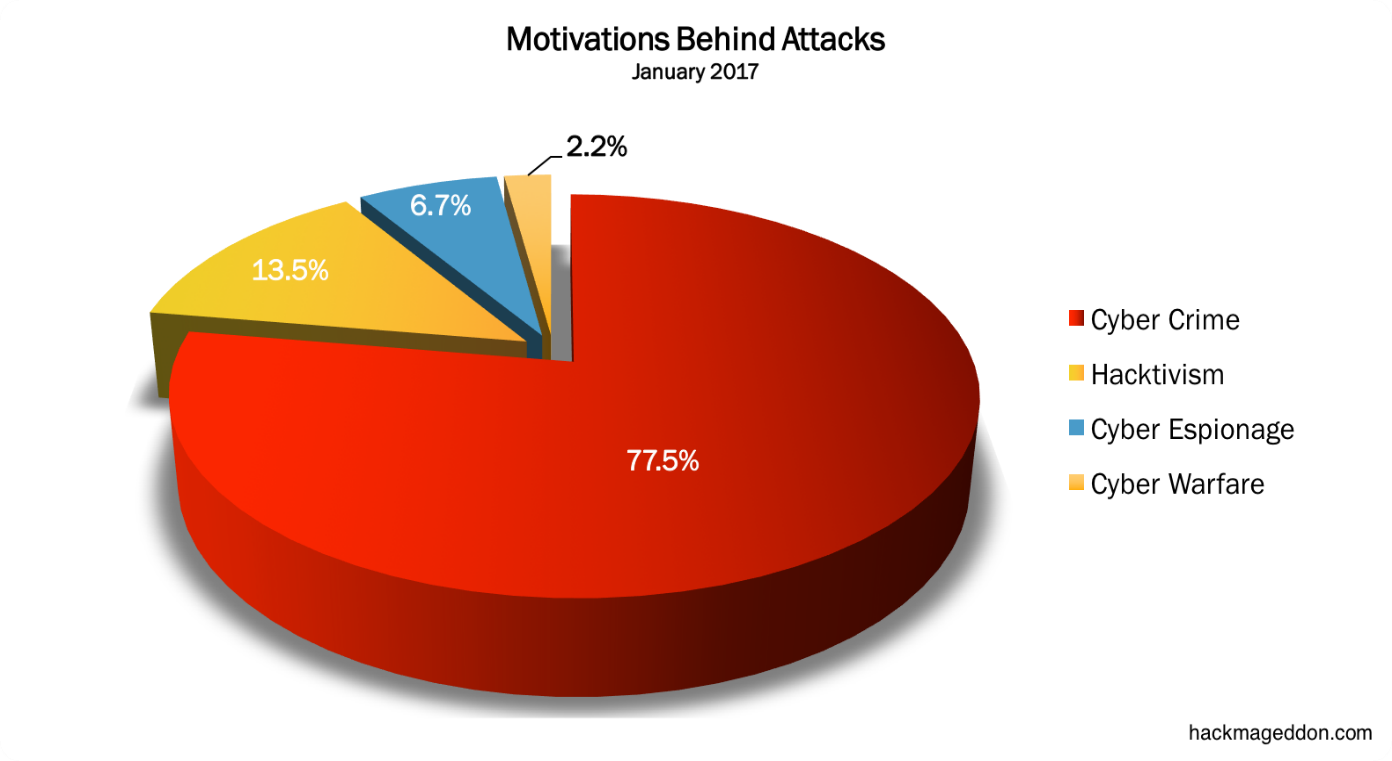 Motivations Behind Attacks
January 2017
2.2%
6.7%
13.5%
77.5%
Cyber Crime
Hacktivism
Cyber Espionage
Cyber Warfare
hackmageddon.com